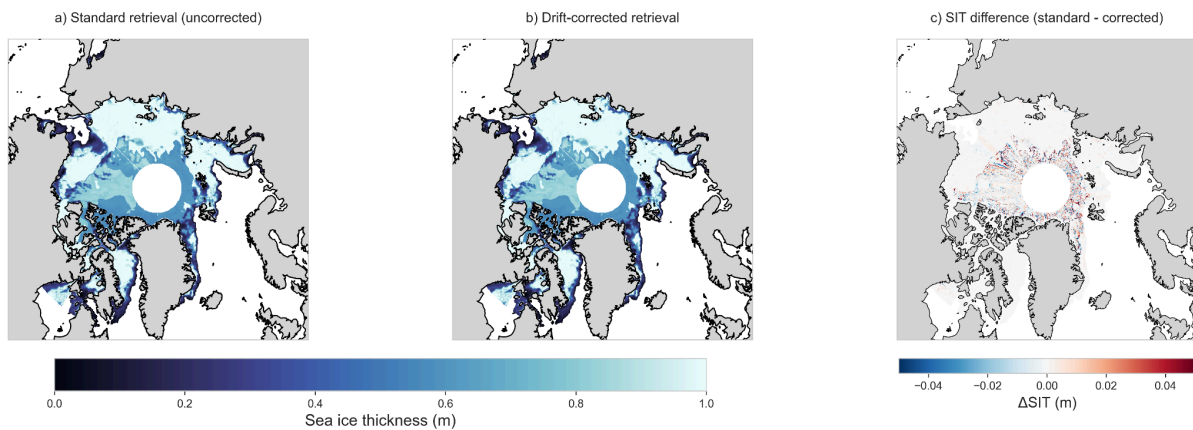 a) Standard retrieval (uncorrected)
b) Drift-corrected retrieval
c) SIT difference (standard - corrected)
0.0 0.2 0.4 0.6 0.8 1.0
Sea ice thickness (m)
−0.04 −0.02 0.00 0.02 0.04
ΔSIT (m)